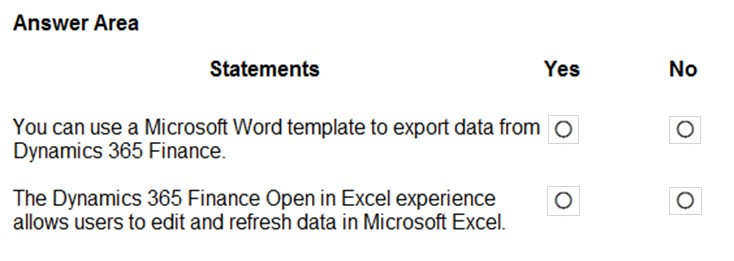 Answer Area
Statements Yes No
You can use a Microsoft Word template to export data from
Dynamics 365 Finance.
The Dynamics 365 Finance Open in Excel experience
allows users to edit and refresh data in Microsoft Excel.